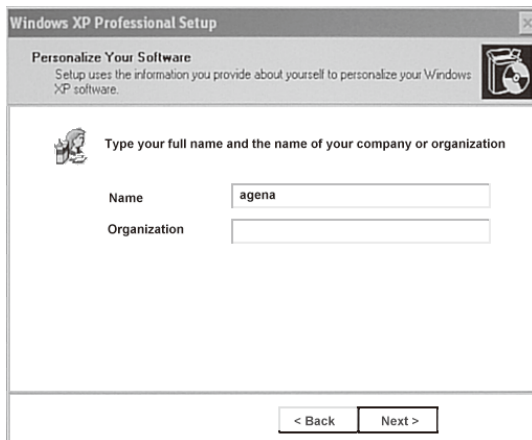 Windows XP Professional Setup
Personalize Your Software
Setup uses the information you provide about yourself to personalize your Windows
XP software.
Type your full name and the name of your company or organization
Name
agena
Organization
< Back
Next >